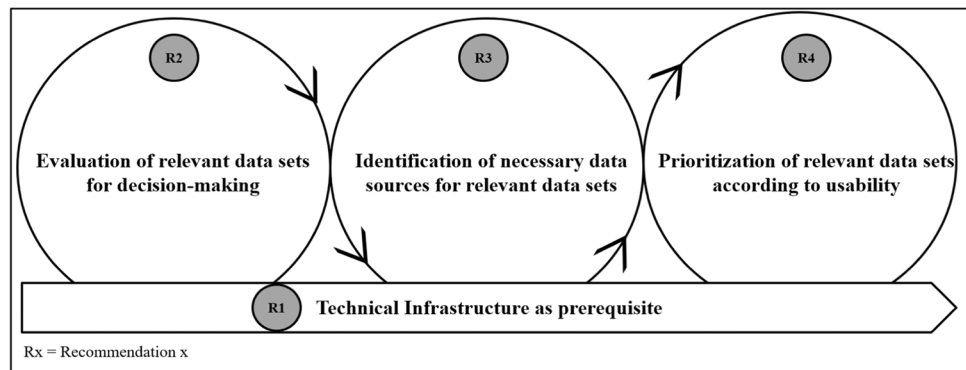 R2
R3
R4
Evaluation of relevant data sets
for decision-making
Identification of necessary data
sources for relevant data sets
Prioritization of relevant data sets
according to usability
R1
Technical Infrastructure as prerequisite
Rx = Recommendation x